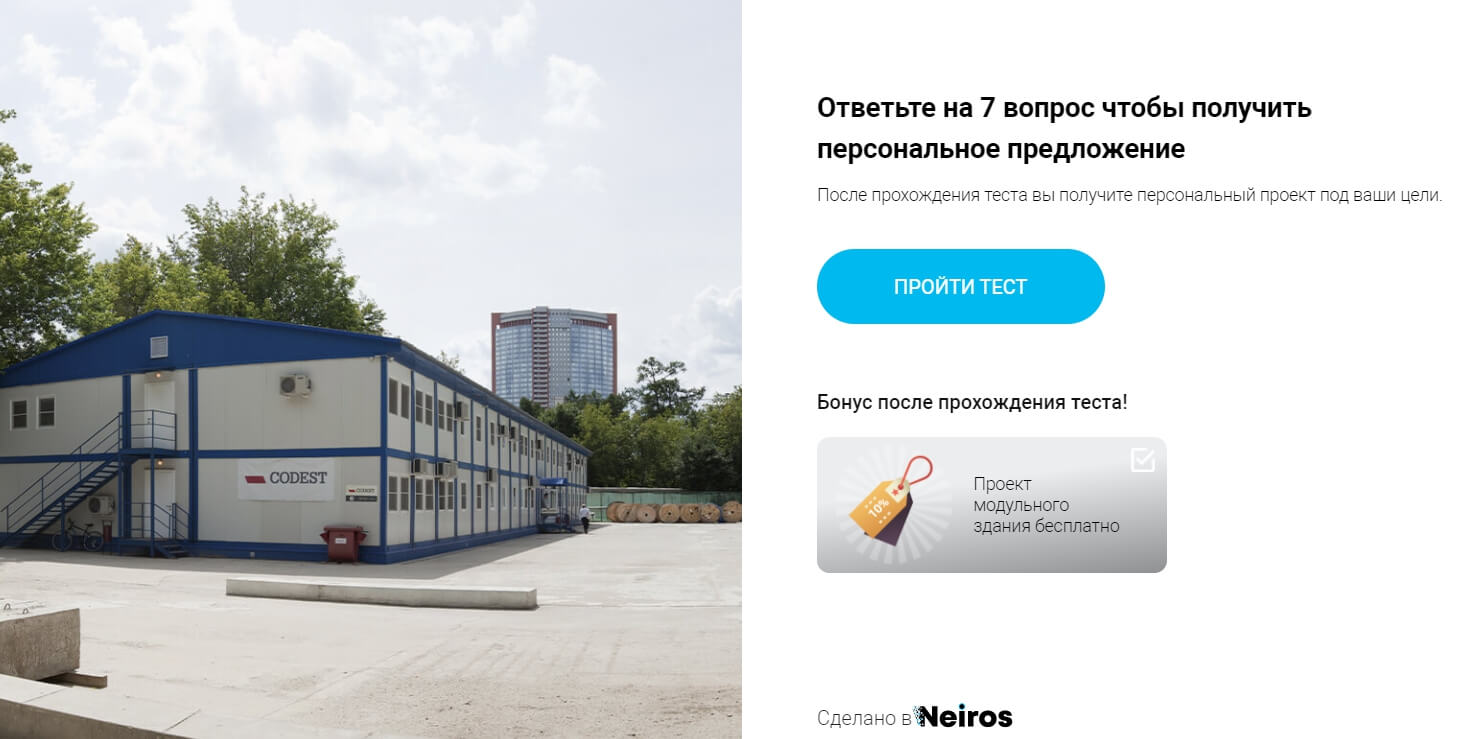 Ответьте на 7 вопрос чтобы получить
персональное предложение
После прохождения теста вы получите персональный проект под ваши цели.
ПРОЙТИ ТЕСТ
Бонус после прохождения теста!
10%
Проект
модульного
здания бесплатно
Сделано в Neiros
CODEST
CODEST